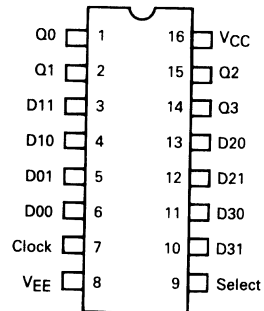 Q0 1 16 VCC
Q1 2 15 Q2
D11 3 14 Q3
D10 4 13 D20
D01 5 12 D21
D00 6 11 D30
Clock 7 10 D31
VEE 8 9 Select